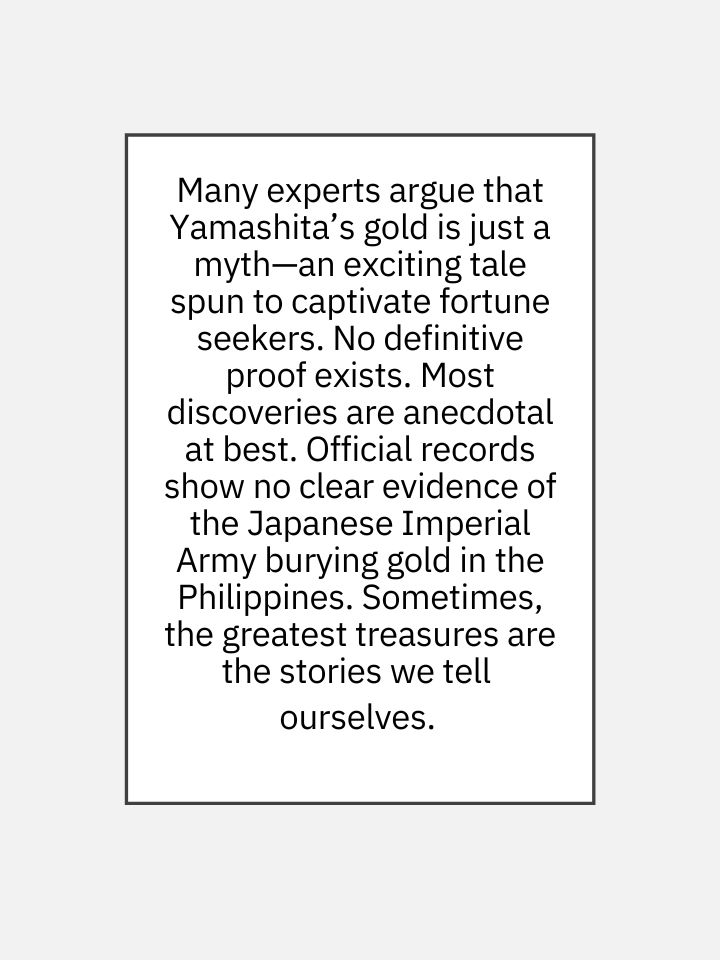 Many experts argue that
Yamashita’s gold is just a
myth—an exciting tale
spun to captivate fortune
seekers. No definitive
proof exists. Most
discoveries are anecdotal
at best. Official records
show no clear evidence of
the Japanese Imperial
Army burying gold in the
Philippines. Sometimes,
the greatest treasures are
the stories we tell
ourselves.